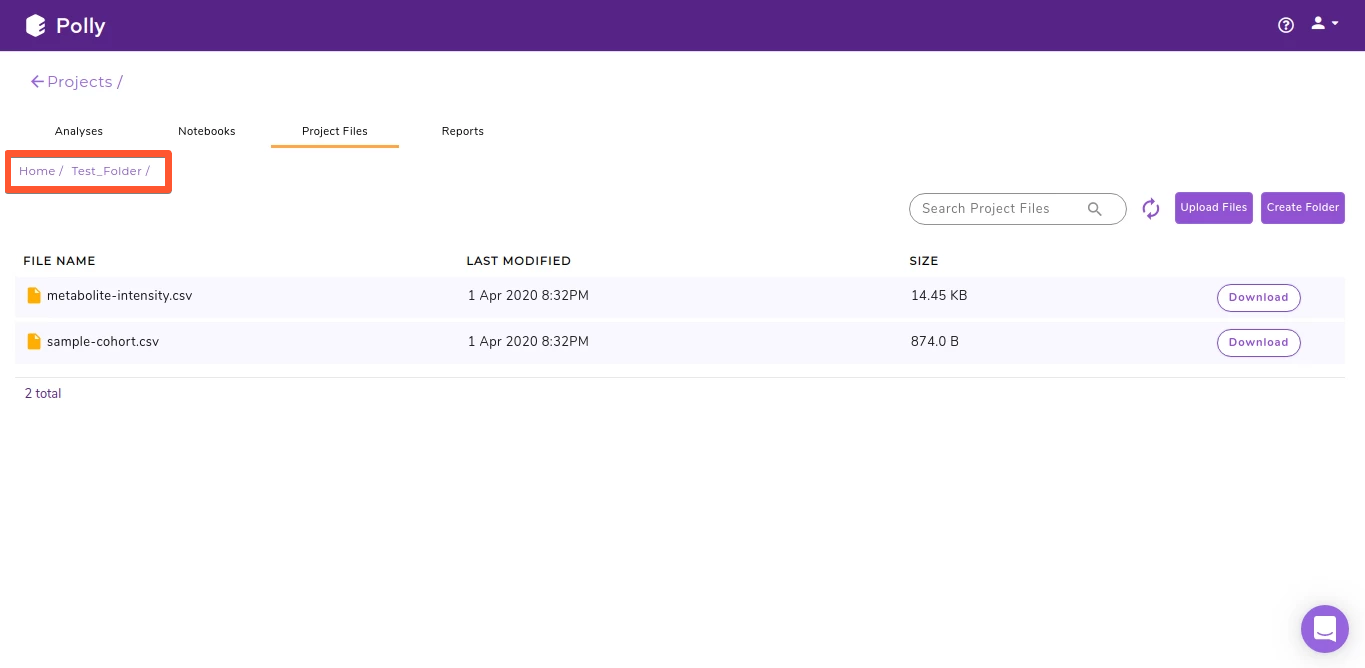 Polly
Projects /
Analyses Notebooks Project Files Reports
Home / Test_Folder /
Search Project Files Upload Files Create Folder
FILE NAME LAST MODIFIED SIZE
metabolite-intensity.csv 1 Apr 2020 8:32PM 14.45 KB Download
sample-cohort.csv 1 Apr 2020 8:32PM 874.0 B Download
2 total